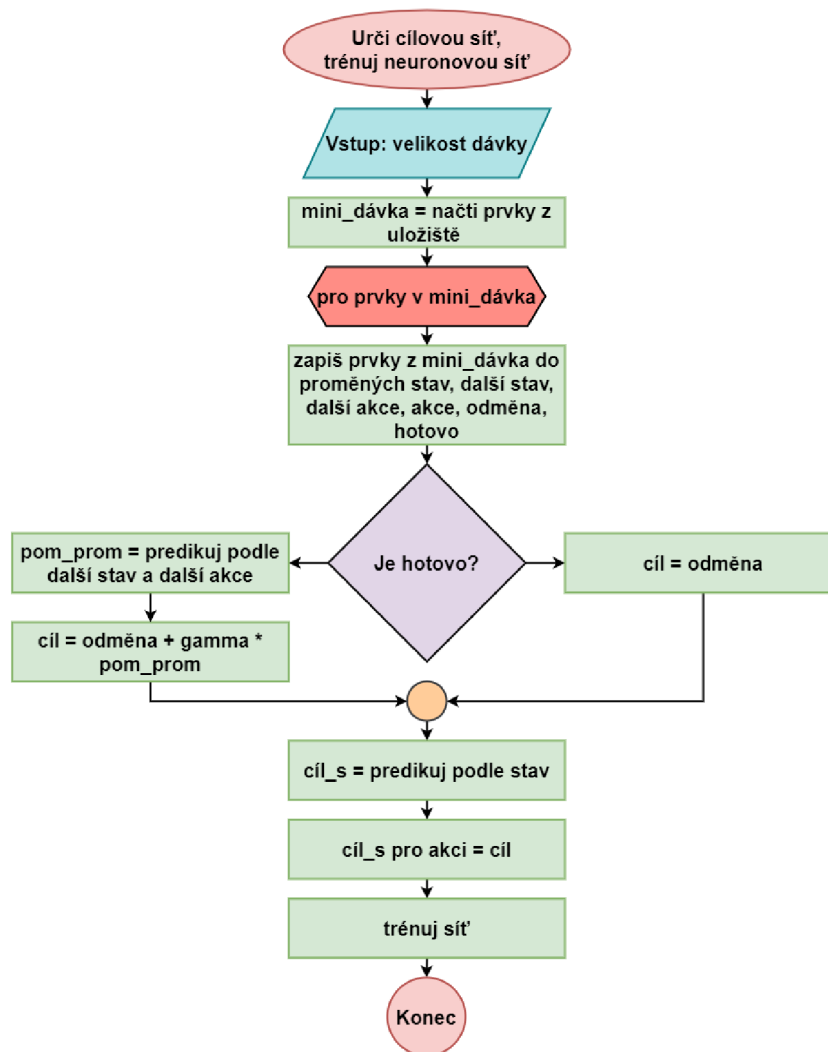 Urči cílovou síť,
trénuj neuronovou síť
Vstup: velikost dávky
mini_dávka = načti prvky z
uložiště
pro prvky v mini_dávka
zapiš prvky z mini_dávka do
proměných stav, další stav,
další akce, akce, odměna,
hotovo
pom_prom = predikuj podle
další stav a další akce
Je hotovo?
cíl = odměna
cíl = odměna + gamma *
pom_prom
cíl_s = predikuj podle stav
cíl_s pro akci = cíl
trénuj síť
Konec